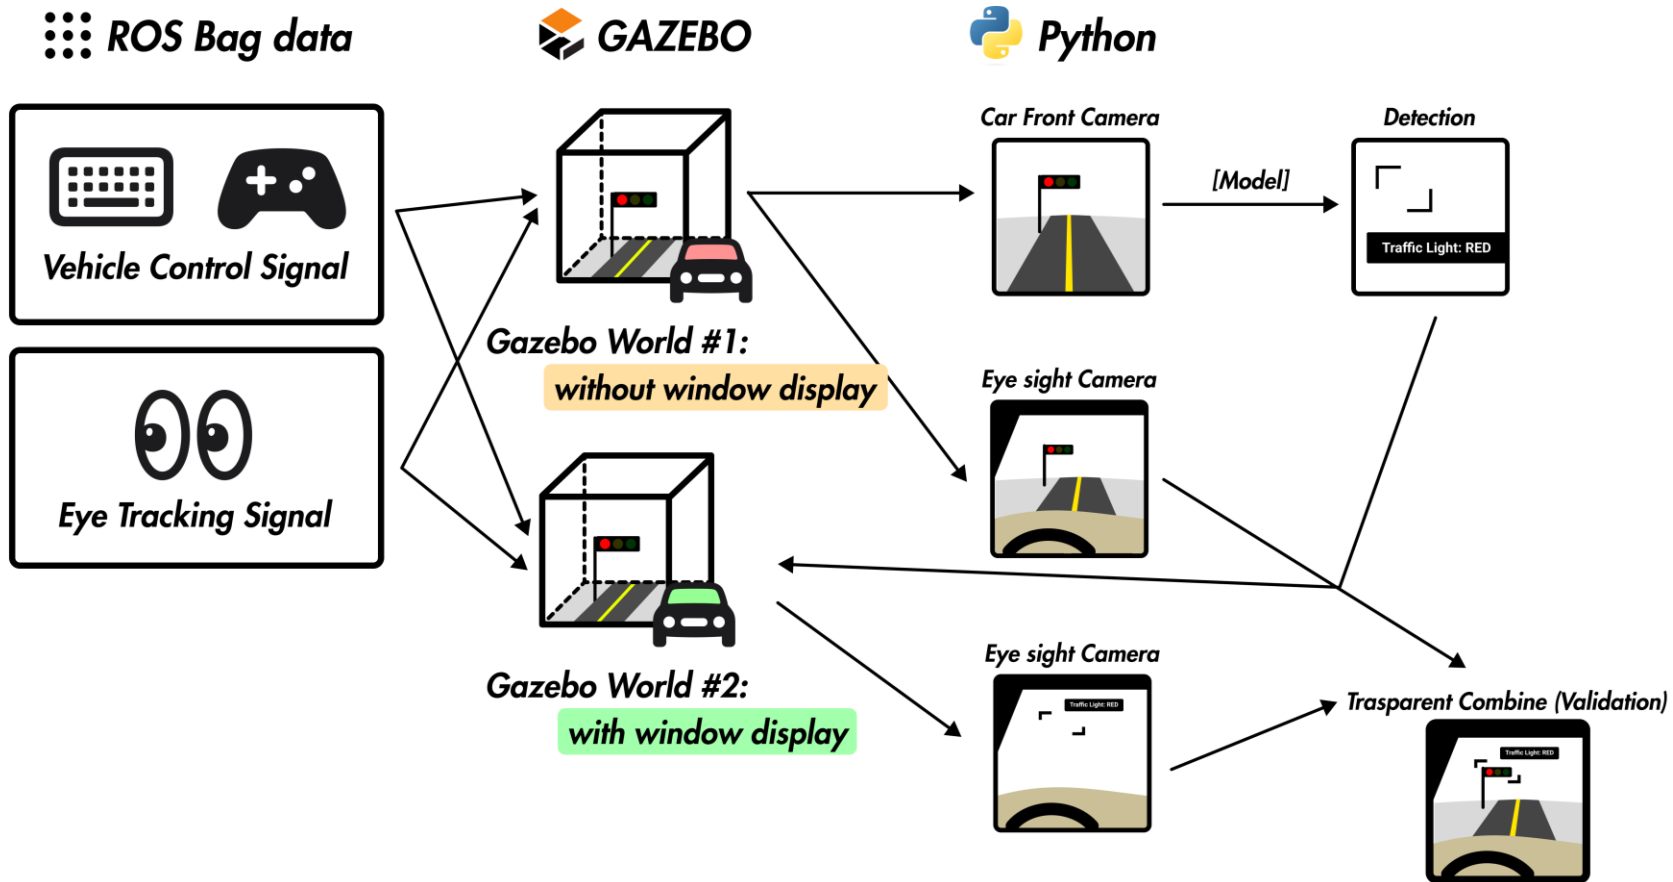 ROS Bag data
GAZEBO
Python
Vehicle Control Signal
Eye Tracking Signal
Gazebo World #1:
without window display
Gazebo World #2:
with window display
Car Front Camera
[Model]
Detection
Traffic Light: RED
Eye sight Camera
Eye sight Camera
Traffic Light: RED
Trasparent Combine (Validation)
Traffic Light: RED